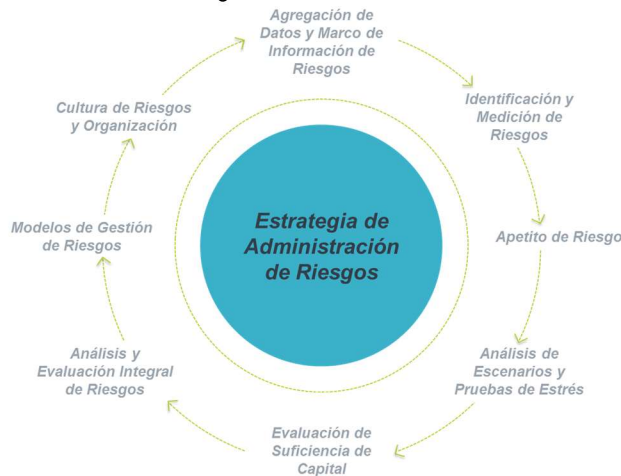 Agregación de
Datos y Marco de
Información de
Riesgos
Identificación y
Medición de
Riesgos
Apetito de Riesgo
Análisis de
Escenarios y
Pruebas de Estrés
Evaluación de
Suficiencia de
Capital
Análisis y
Evaluación Integral
de Riesgos
Modelos de Gestión
de Riesgos
Cultura de Riesgos
y Organización
Estrategia de
Administración
de Riesgos